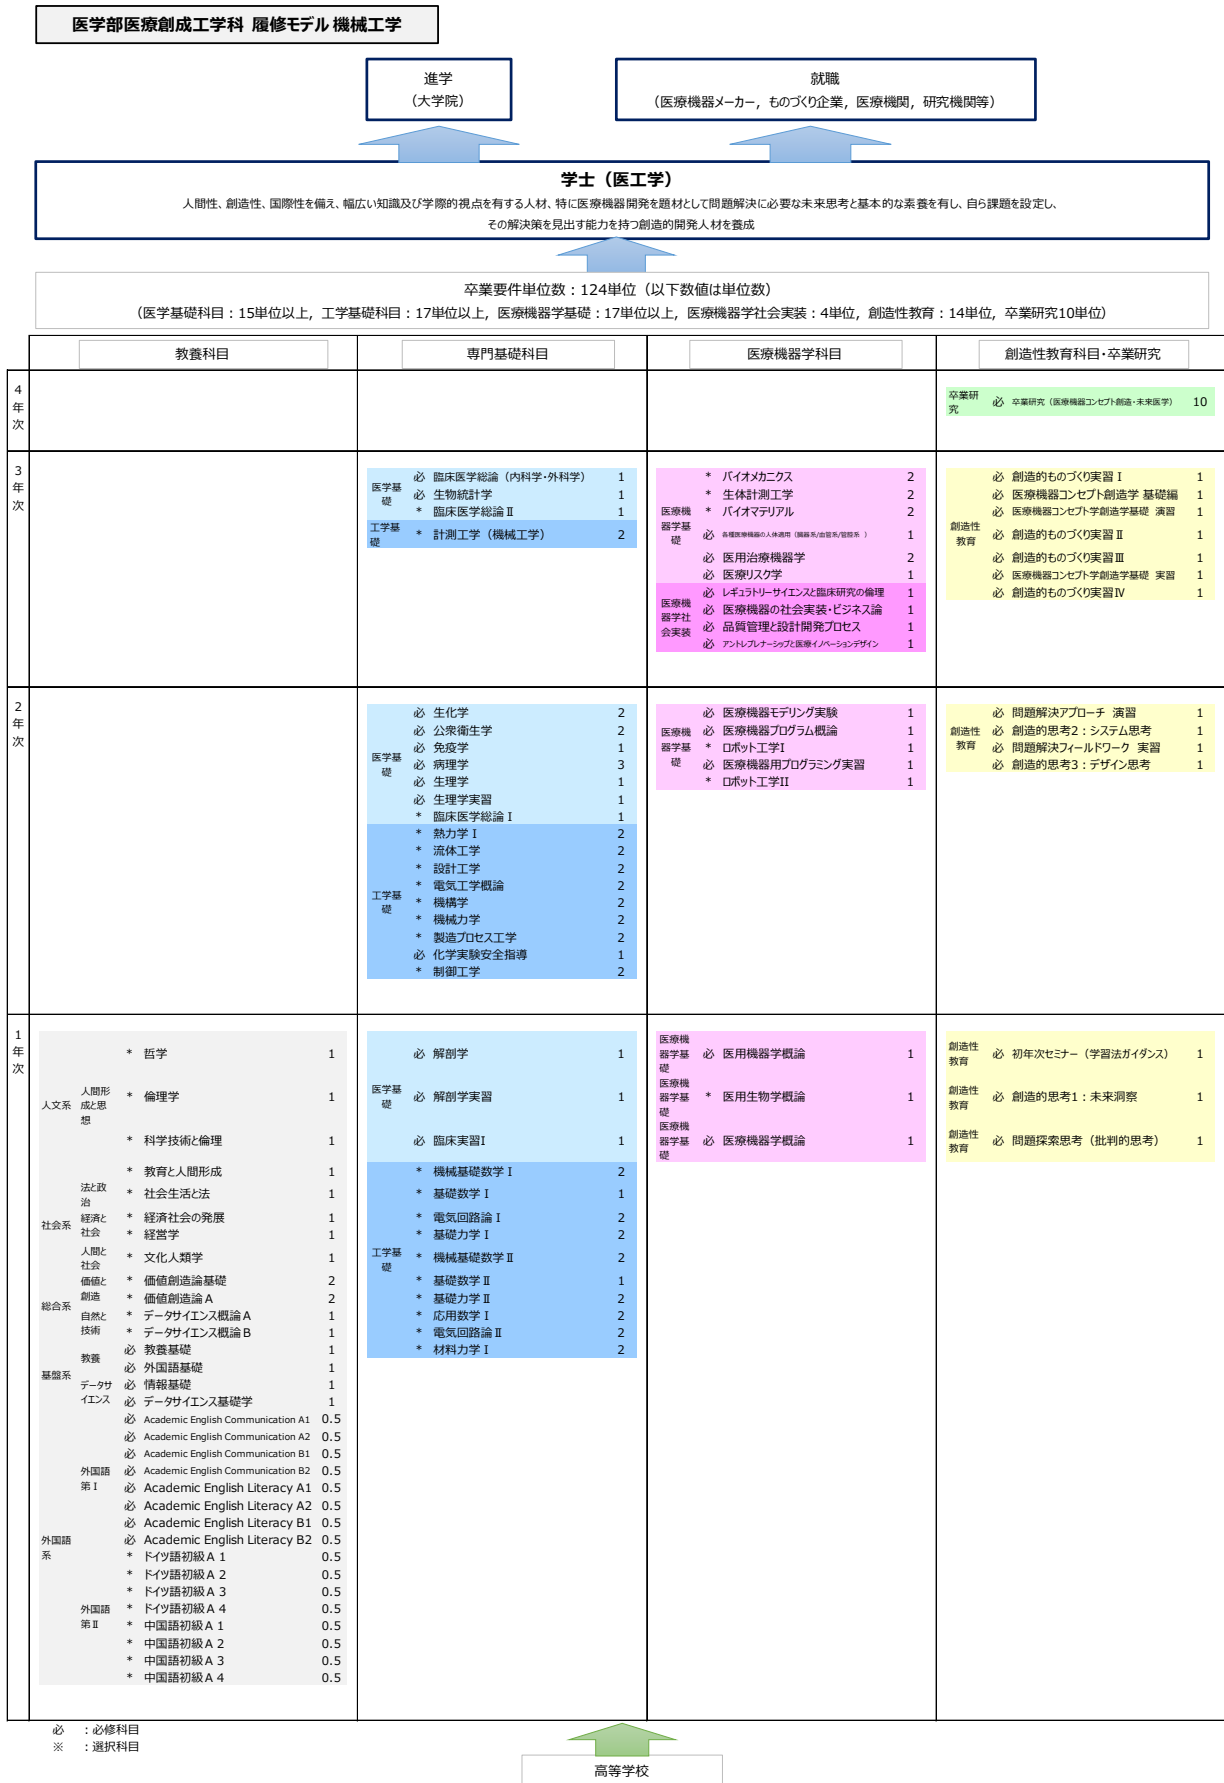 医学部医療創成工学科 履修モデル 機械工学
進学
（大学院）
就職
（医療機器メーカー，ものづくり企業，医療機関，研究機関等）
学士（医工学）
人間性、創造性、国際性を備え、幅広い知識及び学際的視点を有する人材、特に医療機器開発を題材として問題解決に必要な未来思考と基本的な素養を有し、自ら課題を設定し、
その解決策を見出す能力を持つ創造的開発人材を養成
卒業要件単位数：124単位（以下数値は単位数）
（医学基礎科目：15単位以上，工学基礎科目：17単位以上，医療機器学基礎：17単位以上，医療機器学社会実装：4単位，創造性教育：14単位，卒業研究10単位）
教養科目
専門基礎科目
医療機器学科目
創造性教育科目・卒業研究
4年次
卒業研究
必 卒業研究（医療機器コンセプト創造・未来医学） 10
3年次
医学基礎
必 臨床医学総論（内科学・外科学） 1
必 生物統計学 1
* 臨床医学総論Ⅱ 1
工学基礎
* 計測工学（機械工学） 2
医療機器学基礎
* バイオメカニクス 2
* 生体計測工学 2
* バイオマテリアル 2
必 各種医療機器の人体適用（臓器系/血管系/管腔系 ） 1
必 医用治療機器学 2
必 医療リスク学 1
医療機器学社会実装
必 レギュラトリーサイエンスと臨床研究の倫理 1
必 医療機器の社会実装・ビジネス論 1
必 品質管理と設計開発プロセス 1
必 アントレプレナーシップと医療イノベーションデザイン 1
創造性教育
必 創造的ものづくり実習Ⅰ 1
必 医療機器コンセプト創造学 基礎編 1
必 医療機器コンセプト学創造学基礎 演習 1
必 創造的ものづくり実習Ⅱ 1
必 創造的ものづくり実習Ⅲ 1
必 医療機器コンセプト学創造学基礎 実習 1
必 創造的ものづくり実習Ⅳ 1
2年次
医学基礎
必 生化学 2
必 公衆衛生学 2
必 免疫学 1
必 病理学 3
必 生理学 1
必 生理学実習 1
* 臨床医学総論Ⅰ 1
工学基礎
* 熱力学Ⅰ 2
* 流体工学 2
* 設計工学 2
* 電気工学概論 2
* 機構学 2
* 機械力学 2
* 製造プロセス工学 2
必 化学実験安全指導 1
* 制御工学 2
医療機器学基礎
必 医療機器モデリング実験 1
必 医療機器プログラム概論 1
* ロボット工学I 1
必 医療機器用プログラミング実習 1
* ロボット工学II 1
創造性教育
必 問題解決アプローチ 演習 1
必 創造的思考2：システム思考 1
必 問題解決フィールドワーク 実習 1
必 創造的思考3：デザイン思考 1
1年次
人文系
人間形成と思想
* 哲学 1
* 倫理学 1
* 科学技術と倫理 1
* 教育と人間形成 1
社会系
法と政治
* 社会生活と法 1
経済と社会
* 経済社会の発展 1
* 経営学 1
人間と社会
* 文化人類学 1
総合系
価値と創造
* 価値創造論基礎 2
* 価値創造論A 2
自然と技術
* データサイエンス概論A 1
* データサイエンス概論B 1
基盤系
教養
必 教養基礎 1
必 外国語基礎 1
データサイエンス
必 情報基礎 1
必 データサイエンス基礎学 1
外国語系
外国語第Ⅰ
必 Academic English Communication A1 0.5
必 Academic English Communication A2 0.5
必 Academic English Communication B1 0.5
必 Academic English Communication B2 0.5
必 Academic English Literacy A1 0.5
必 Academic English Literacy A2 0.5
必 Academic English Literacy B1 0.5
必 Academic English Literacy B2 0.5
外国語第Ⅱ
* ドイツ語初級A 1 0.5
* ドイツ語初級A 2 0.5
* ドイツ語初級A 3 0.5
* ドイツ語初級A 4 0.5
* 中国語初級A 1 0.5
* 中国語初級A 2 0.5
* 中国語初級A 3 0.5
* 中国語初級A 4 0.5
医学基礎
必 解剖学 1
必 解剖学実習 1
必 臨床実習I 1
工学基礎
* 機械基礎数学Ⅰ 2
* 基礎数学Ⅰ 1
* 電気回路論Ⅰ 2
* 基礎力学Ⅰ 2
* 機械基礎数学Ⅱ 2
* 基礎数学Ⅱ 1
* 基礎力学Ⅱ 2
* 応用数学Ⅰ 2
* 電気回路論Ⅱ 2
* 材料力学Ⅰ 2
医療機器学基礎
必 医用機器学概論 1
医療機器学基礎
* 医用生物学概論 1
医療機器学基礎
必 医療機器学概論 1
創造性教育
必 初年次セミナー（学習法ガイダンス） 1
創造性教育
必 創造的思考1：未来洞察 1
創造性教育
必 問題探索思考（批判的思考） 1
必 ：必修科目
※ ：選択科目
高等学校